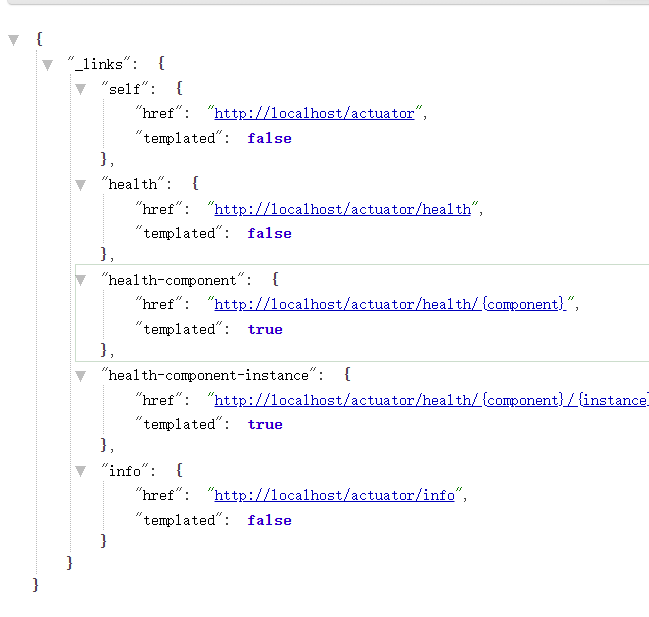 {
"_links": {
"self": {
"href": "http://localhost/actuator",
"templated": false
},
"health": {
"href": "http://localhost/actuator/health",
"templated": false
},
"health-component": {
"href": "http://localhost/actuator/health/{component}",
"templated": true
},
"health-component-instance": {
"href": "http://localhost/actuator/health/{component}/{instance}
"templated": true
},
"info": {
"href": "http://localhost/actuator/info",
"templated": false
}
}
}